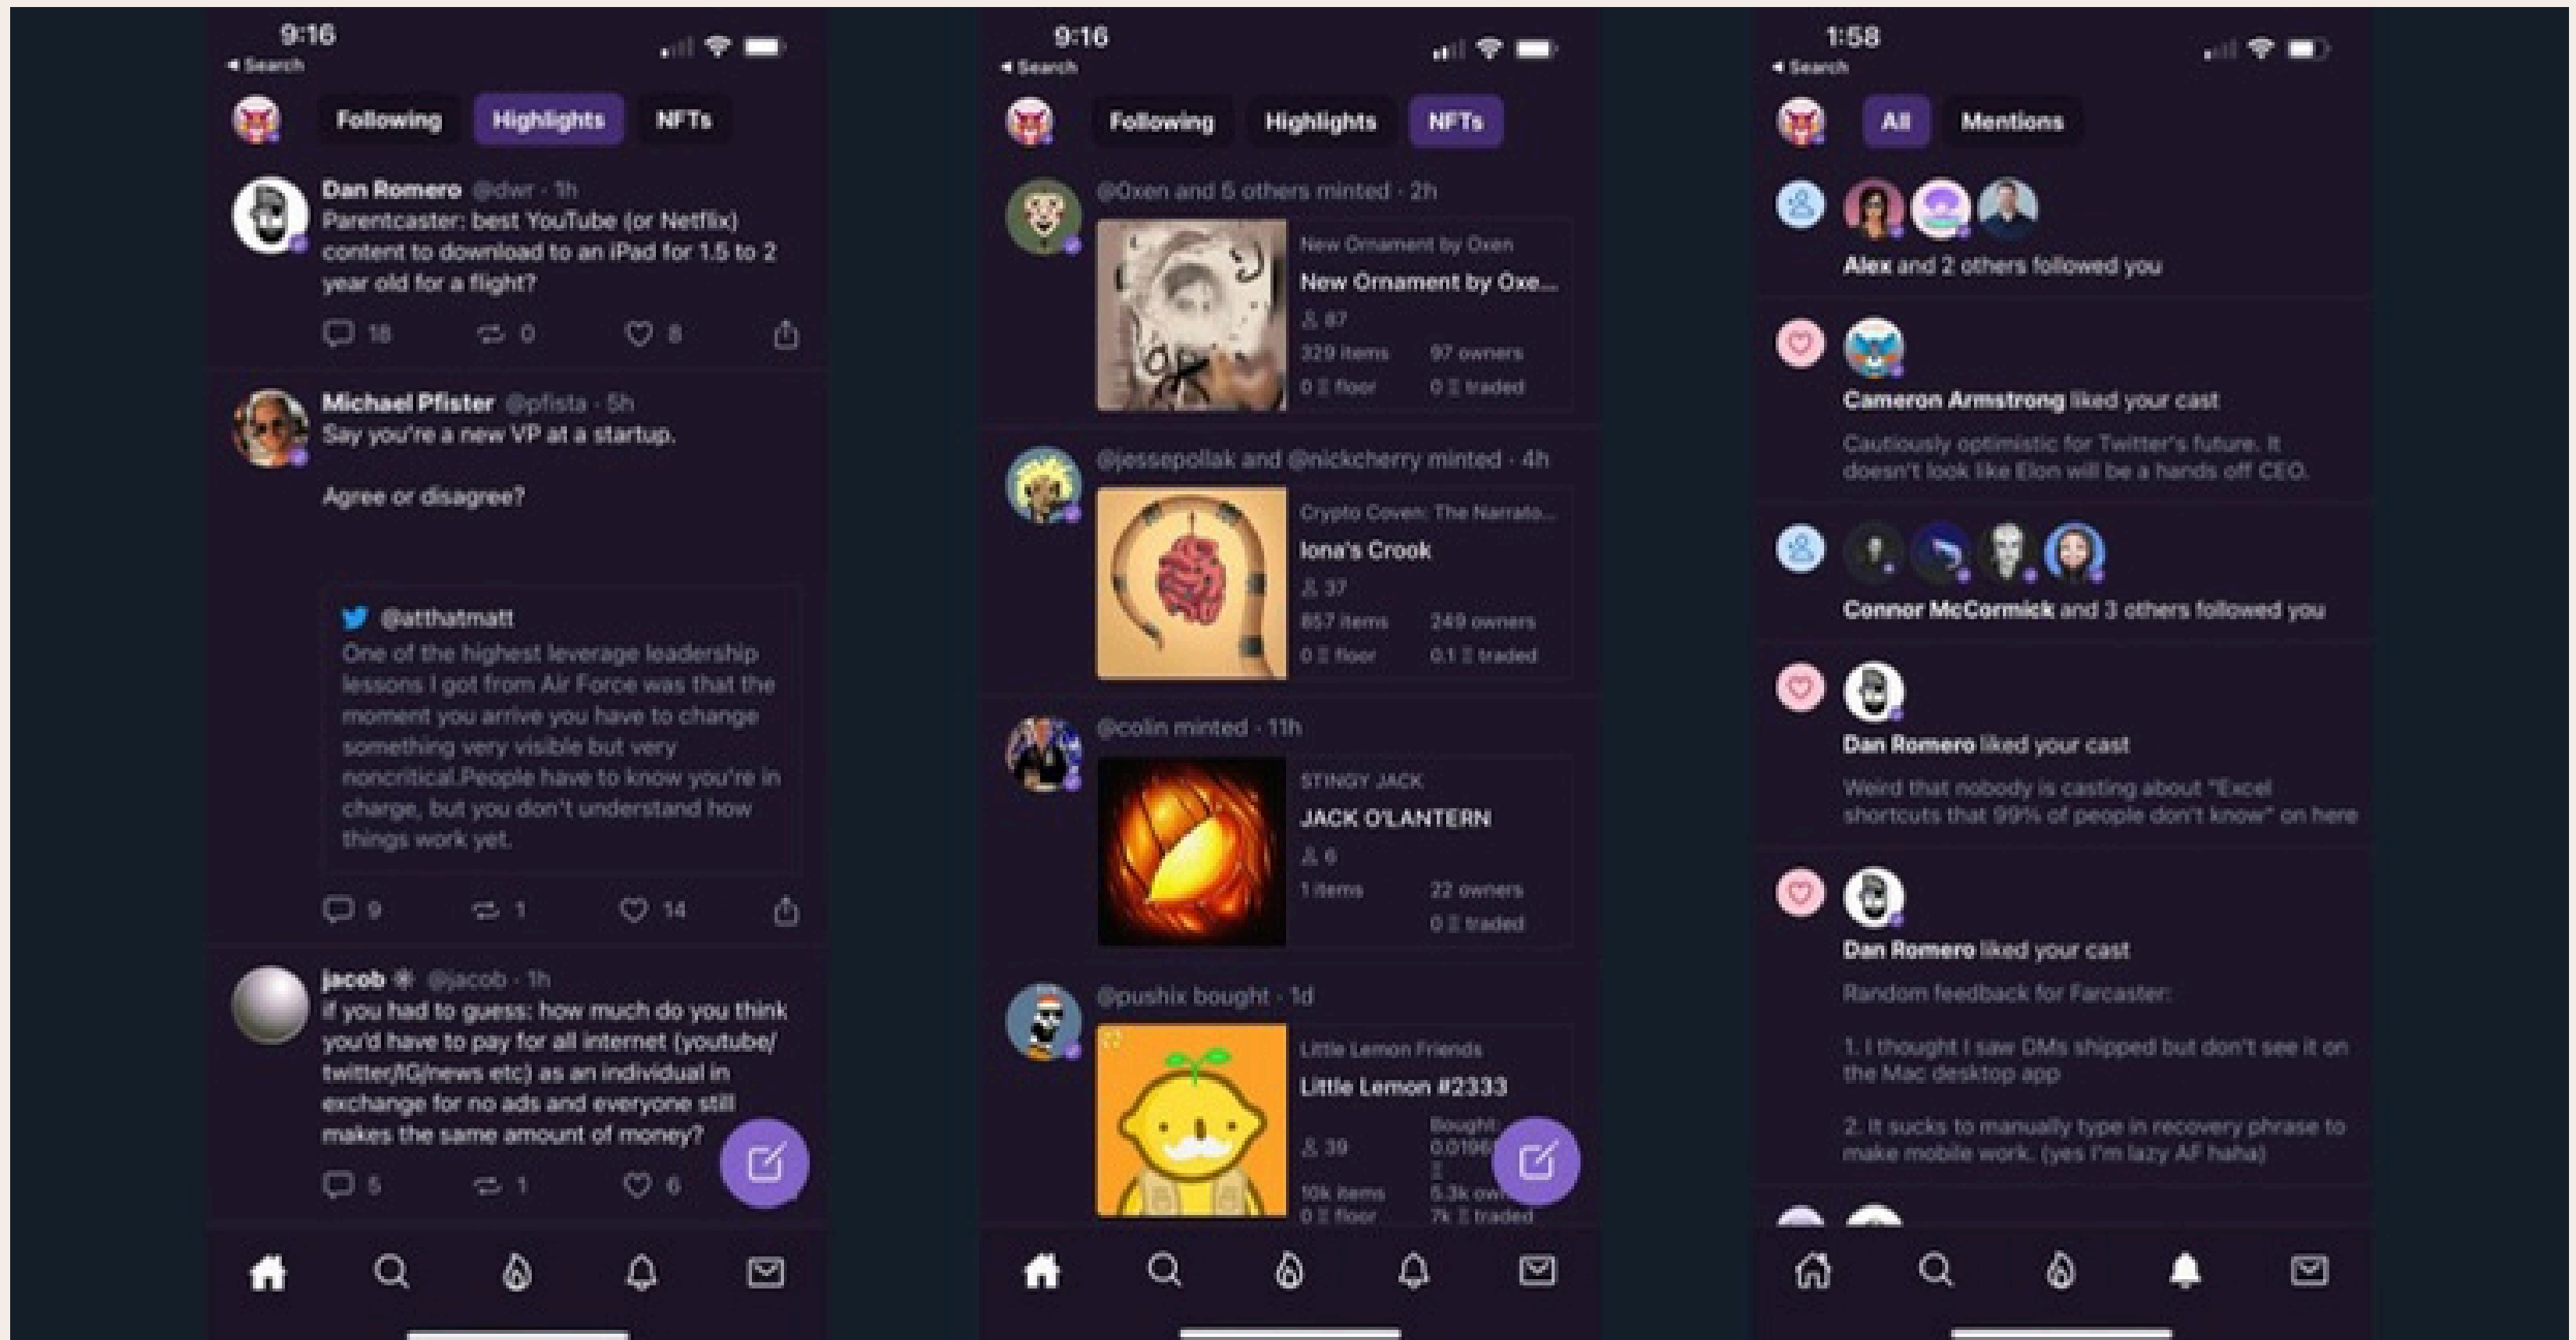 9:16
Search
Following
Highlights
NFTs
Dan Romero @dwr · 1h
Parentcaster: best YouTube (or Netflix)
content to download to an iPad for 1.5 to 2
year old for a flight?
18
0
8
Michael Pfister @pfista · 5h
Say you're a new VP at a startup.
Agree or disagree?
@atthatmatt
One of the highest leverage leadership
lessons I got from Air Force was that the
moment you arrive you have to change
something very visible but very
noncritical.People have to know you're in
charge, but you don't understand how
things work yet.
9
1
14
jacob @jacob · 1h
if you had to guess: how much do you think
you'd have to pay for all internet (youtube/
twitter/IG/news etc) as an individual in
exchange for no ads and everyone still
makes the same amount of money?
5
1
6
9:16
Search
Following
Highlights
NFTs
@0xen and 5 others minted · 2h
New Ornament by Oxen
New Ornament by Oxe...
87
329 items
97 owners
0 Ξ floor
0 Ξ traded
@jessepollak and @nickcherry minted · 4h
Crypto Coven: The Narrato...
Iona's Crook
37
857 items
249 owners
0 Ξ floor
0.1 Ξ traded
@colin minted · 11h
STINGY JACK
JACK O'LANTERN
6
1 items
22 owners
0 Ξ traded
@pushix bought · 1d
Little Lemon Friends
Little Lemon #2333
Bought:
39
0.0196
Ξ
10k items
5.3k
0 Ξ floor
7k Ξ traded
1:58
Search
All
Mentions
Alex and 2 others followed you
Cameron Armstrong liked your cast
Cautiously optimistic for Twitter's future. It
doesn't look like Elon will be a hands off CEO.
Connor McCormick and 3 others followed you
Dan Romero liked your cast
Weird that nobody is casting about "Excel
shortcuts that 99% of people don't know" on here
Dan Romero liked your cast
Random feedback for Farcaster:
1. I thought I saw DMs shipped but don't see it on
the Mac desktop app
2. It sucks to manually type in recovery phrase to
make mobile work. (yes I'm lazy AF haha)